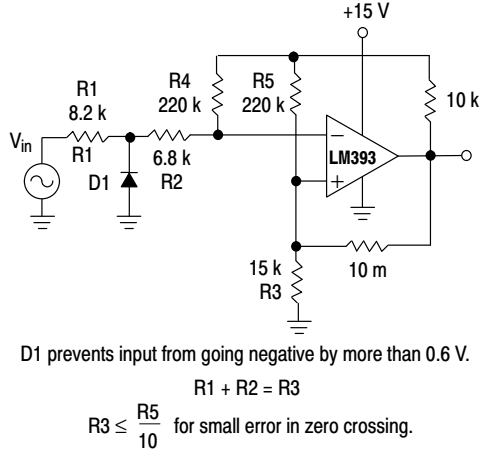 +15 V
R4
220 k
R5
220 k
10 k
R1
8.2 k
Vin
R1
6.8 k
R2
D1
−
LM393
+
15 k
R3
10 m
D1 prevents input from going negative by more than 0.6 V.
R1 + R2 = R3
R3 ≤ R5/10 for small error in zero crossing.